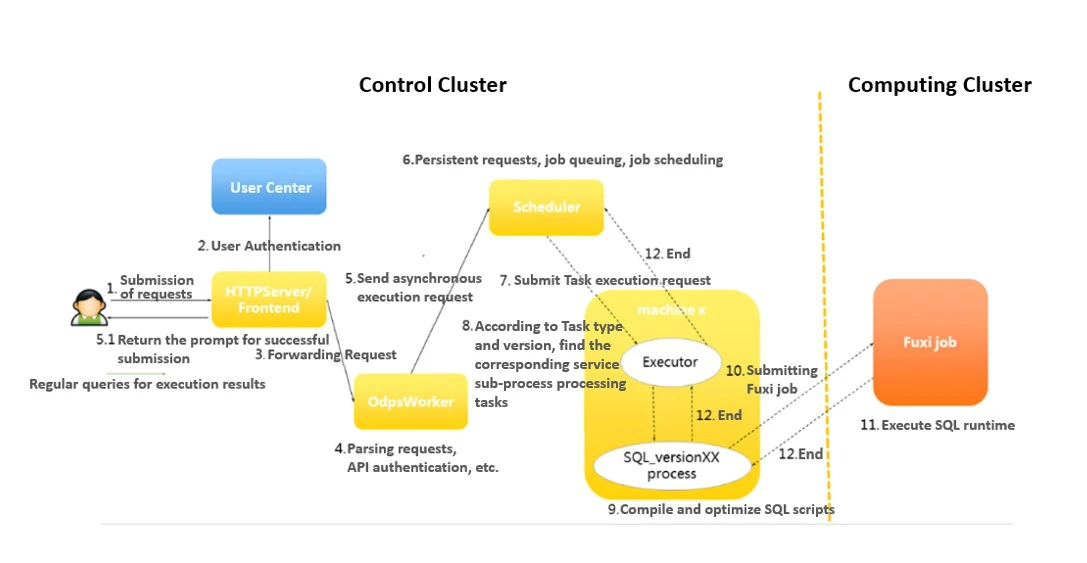 Control Cluster
Computing Cluster
6.Persistent requests, job queuing, job scheduling
User Center
Scheduler
2. User Authentication
12. End
1. Submission
of requests
HTTPServer/
Frontend
5.Send asynchronous
execution request
7. Submit Task execution request
machine x
5.1 Return the prompt for successful
submission
3.Forwarding Request
Regular queries for execution results
8.According to Task type
and version, find the
corresponding service
sub-process processing
tasks
Executor
Fuxi job
10.Submitting
Fuxi job
OdpsWorker
12. End
11.Execute SQL runtime
4.Parsing requests,
API authentication, etc.
SQL_versionXX
process
12.End
9.Compile and optimize SQL scripts